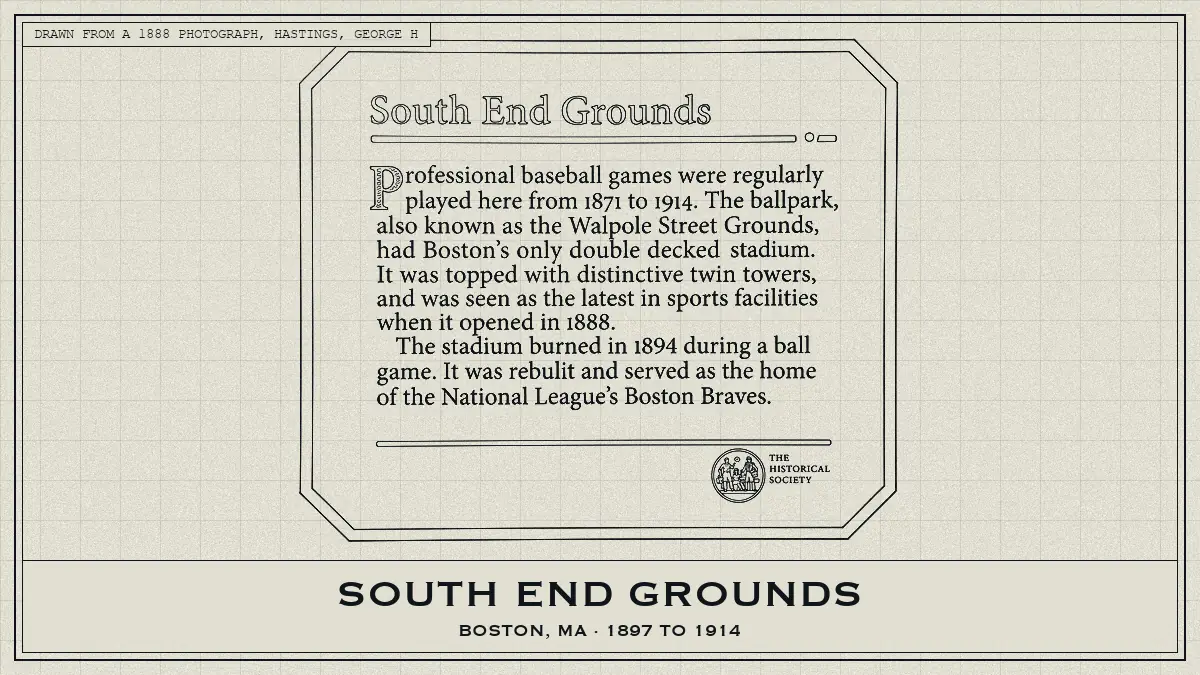 DRAWN FROM A 1888 PHOTOGRAPH, HASTINGS, GEORGE H
South End Grounds
Professional baseball games were regularly
played here from 1871 to 1914. The ballpark,
also known as the Walpole Street Grounds,
had Boston's only double decked stadium.
It was topped with distinctive twin towers,
and was seen as the latest in sports facilities
when it opened in 1888.
The stadium burned in 1894 during a ball
game. It was rebulit and served as the home
of the National League's Boston Braves.
THE
HISTORICAL
SOCIETY
SOUTH END GROUNDS
BOSTON, MA · 1897 TO 1914